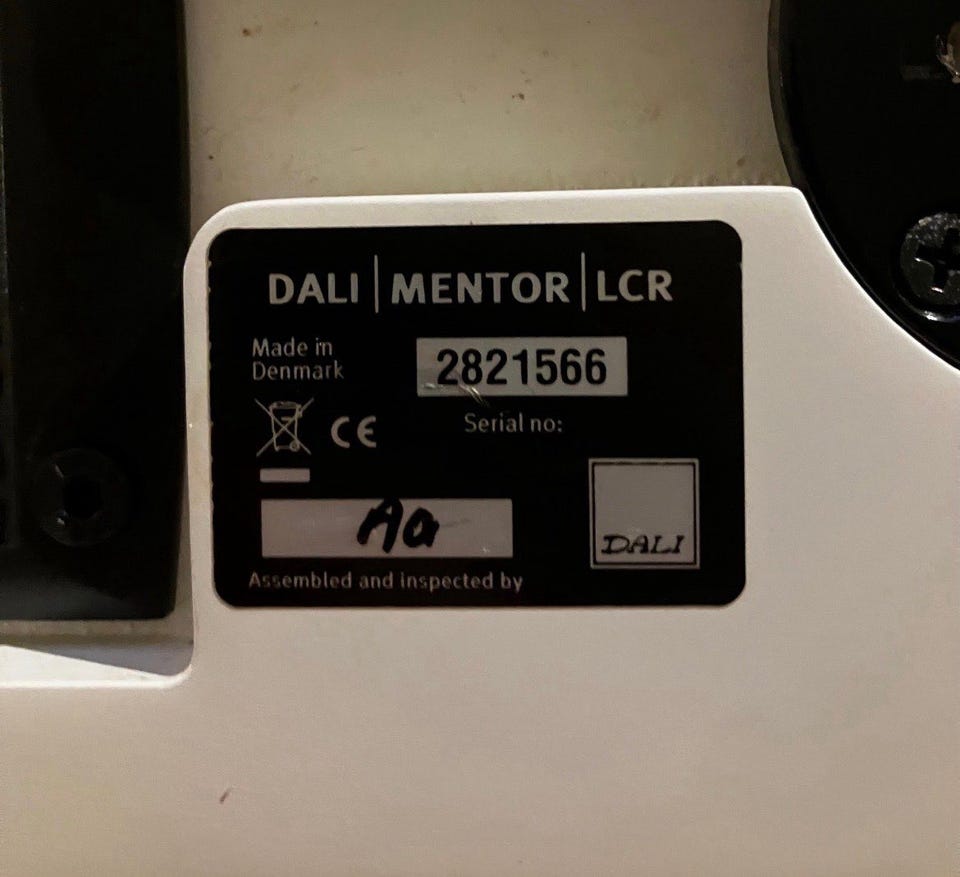 DALI | MENTOR | LCR
Made in
Denmark
2821566
Serial no:
CE
Aa
DALI
Assembled and inspected by